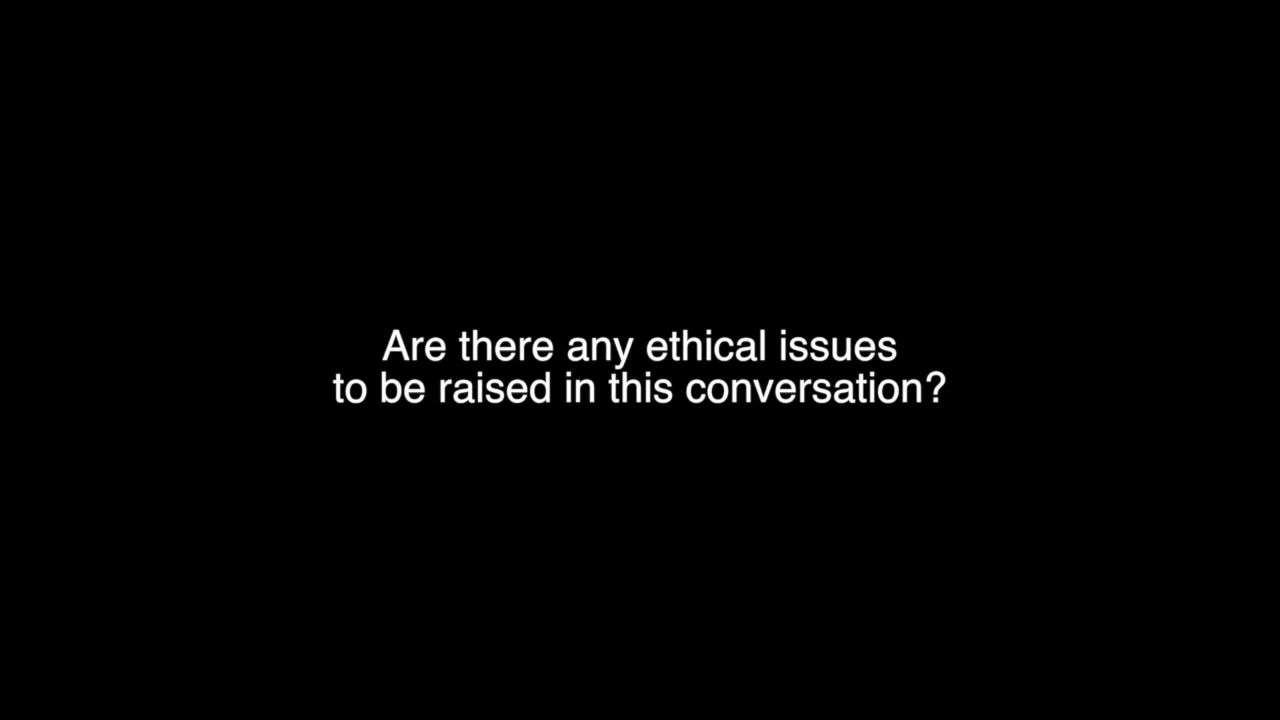 Are there any ethical issues
to be raised in this conversation?